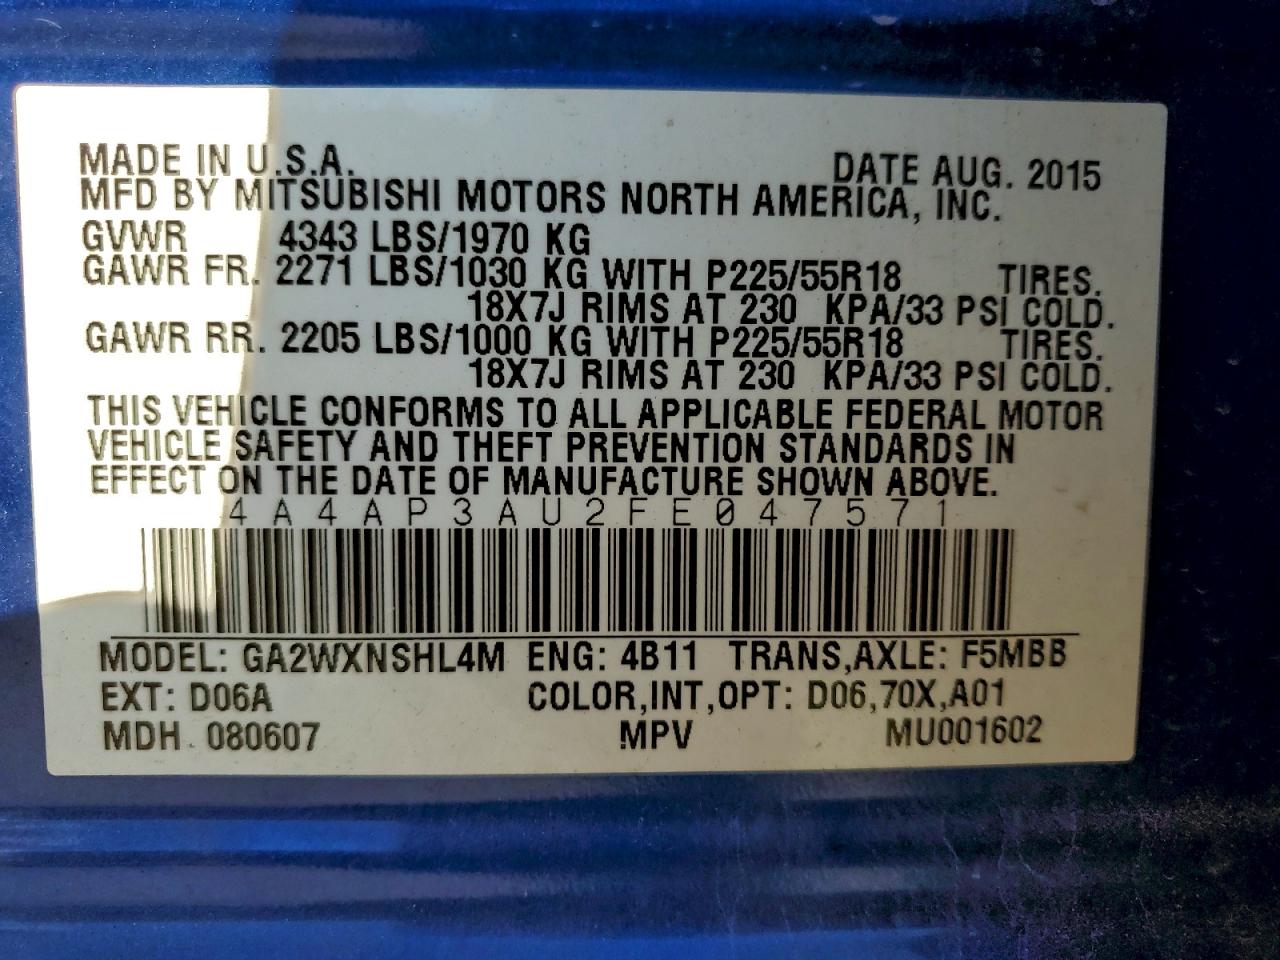 MADE IN U.S.A. DATE AUG. 2015
MFD BY MITSUBISHI MOTORS NORTH AMERICA, INC.
GVWR 4343 LBS/1970 KG
GAWR FR. 2271 LBS/1030 KG WITH P225/55R18 TIRES.
18X7J RIMS AT 230 KPA/33 PSI COLD.
GAWR RR. 2205 LBS/1000 KG WITH P225/55R18 TIRES.
18X7J RIMS AT 230 KPA/33 PSI COLD.
THIS VEHICLE CONFORMS TO ALL APPLICABLE FEDERAL MOTOR
VEHICLE SAFETY AND THEFT PREVENTION STANDARDS IN
EFFECT ON THE DATE OF MANUFACTURE SHOWN ABOVE.
4A4AP3AU2FE047571
MODEL: GA2WXNSHL4M ENG: 4B11 TRANS,AXLE: F5MBB
EXT: D06A COLOR,INT,OPT: D06,70X,A01
MDH 080607 MPV MU001602